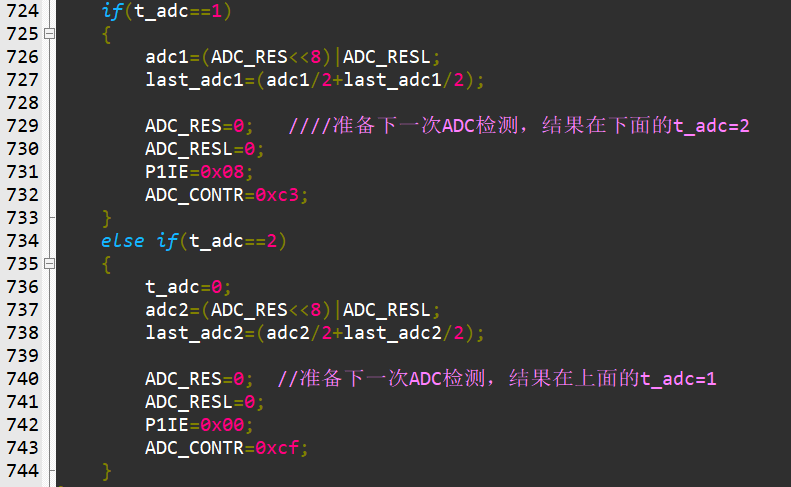 724 if(t_adc==1)
725 {
726 adc1=(ADC_RES<<8)|ADC_RESL;
727 last_adc1=(adc1/2+last_adc1/2);
728
729 ADC_RES=0; ////准备下一次ADC检测，结果在下面的t_adc=2
730 ADC_RESL=0;
731 P1IE=0x08;
732 ADC_CONTR=0xc3;
733 }
734 else if(t_adc==2)
735 {
736 t_adc=0;
737 adc2=(ADC_RES<<8)|ADC_RESL;
738 last_adc2=(adc2/2+last_adc2/2);
739
740 ADC_RES=0; //准备下一次ADC检测，结果在上面的t_adc=1
741 ADC_RESL=0;
742 P1IE=0x00;
743 ADC_CONTR=0xcf;
744 }